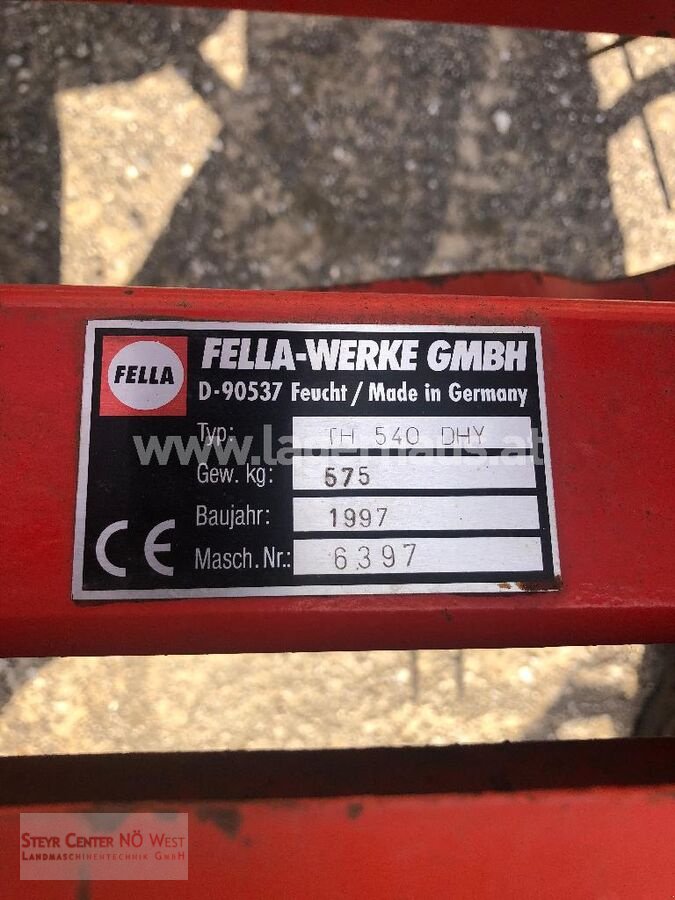 FELLA
FELLA-WERKE GMBH
D-90537 Feucht / Made in Germany
Typ: TH 540 DHY
www.lagerhaus.at
Gew. kg: 575
Baujahr: 1997
CE
Masch.Nr.: 6397
STEYR CENTER NÖ WEST
LANDMASCHINENTECHNIK GMBH